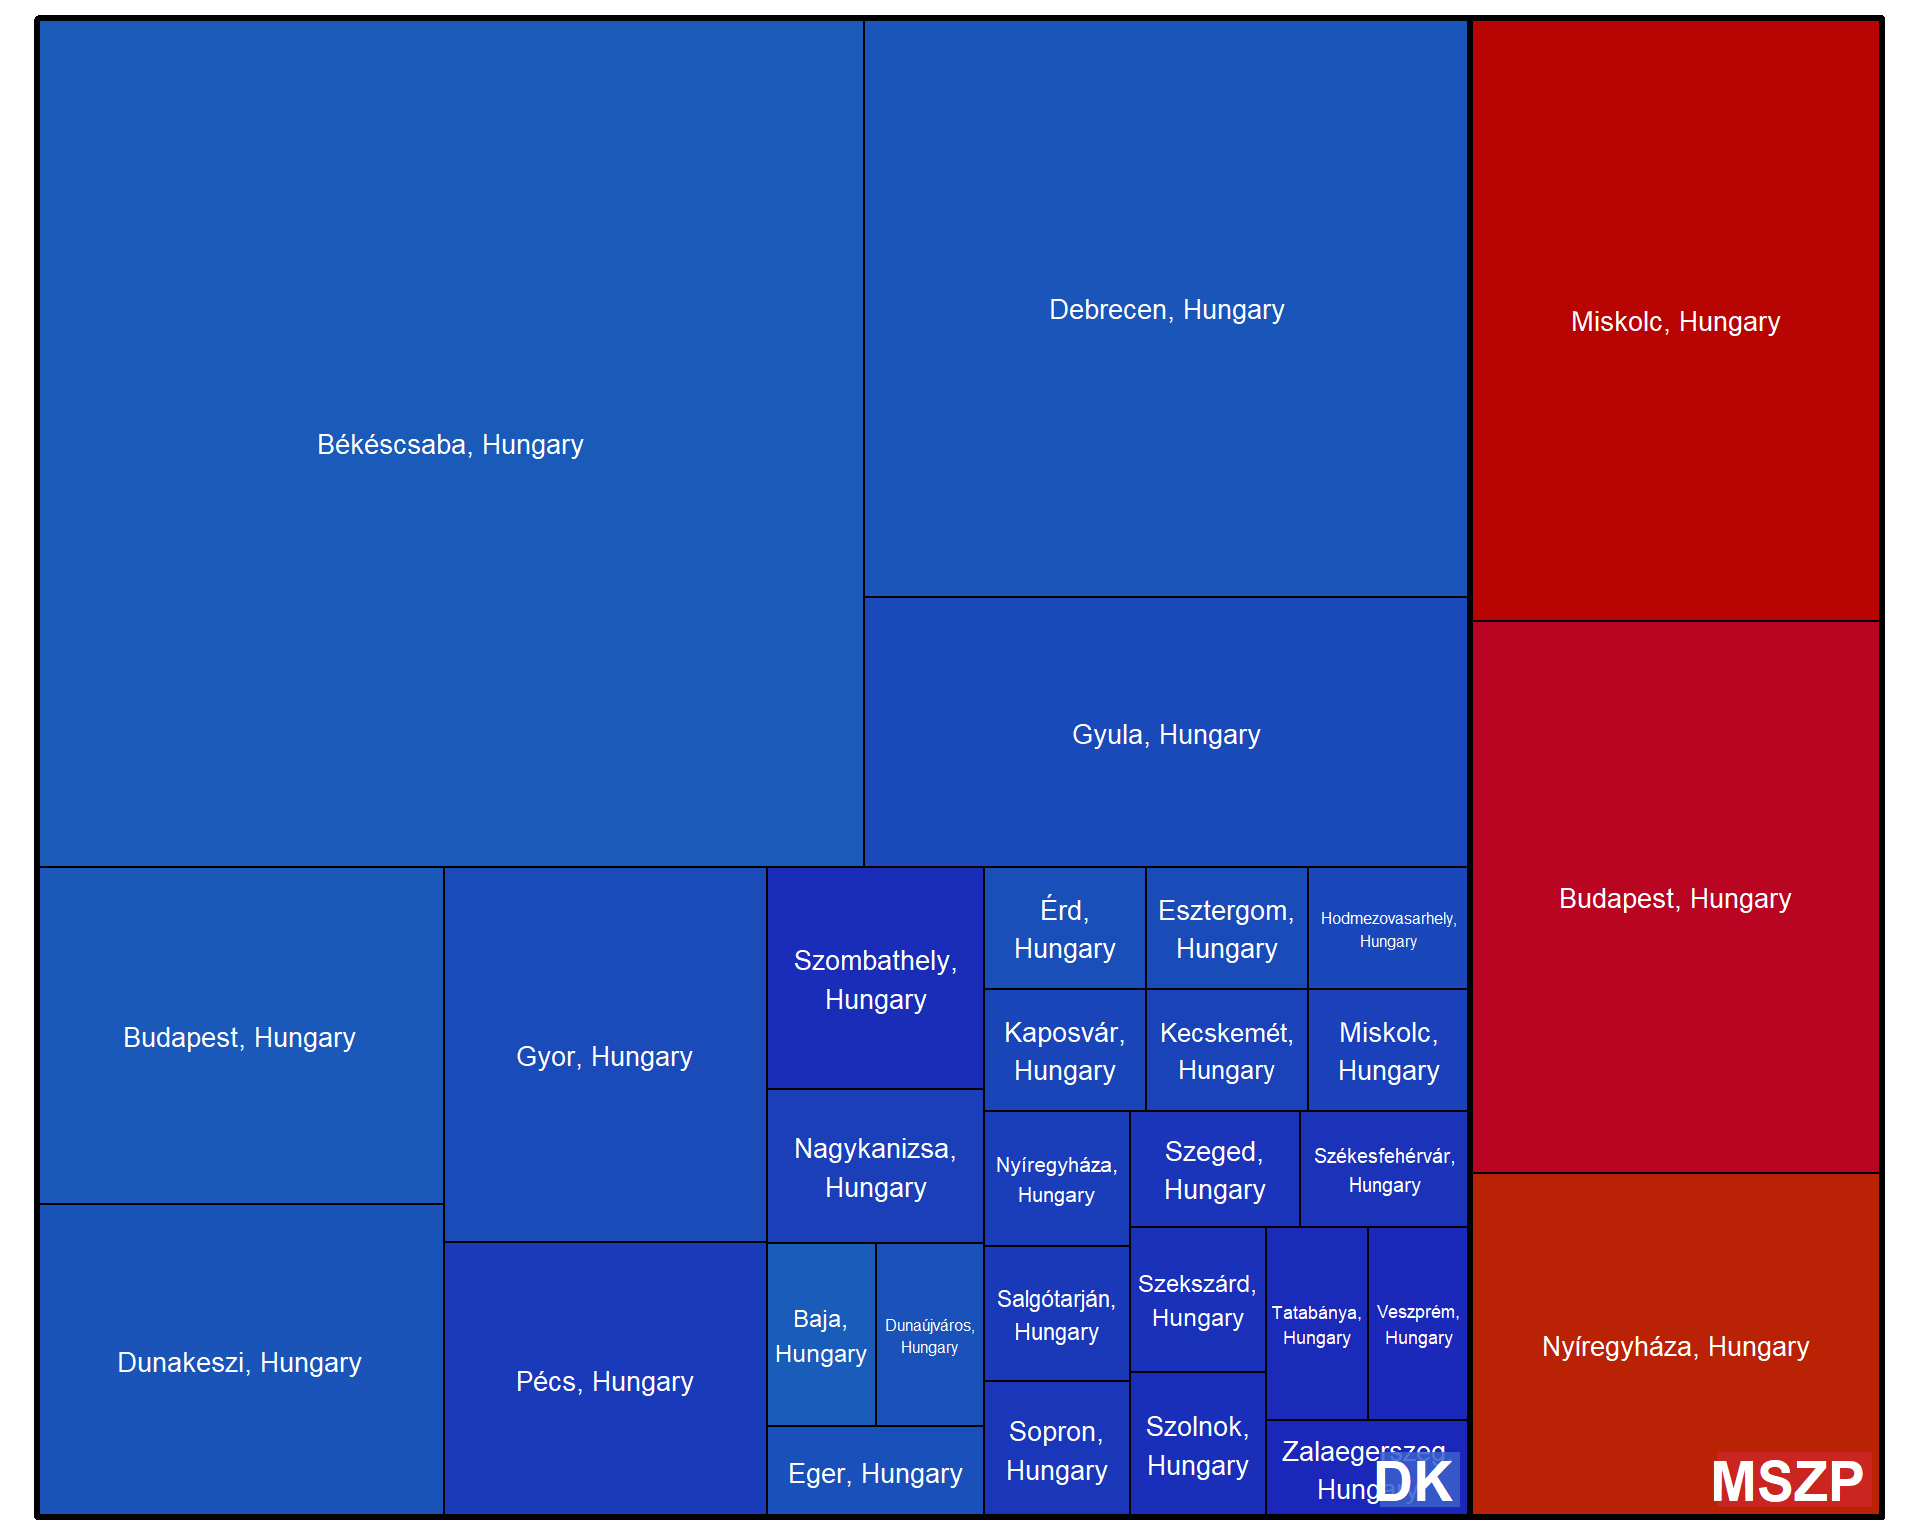 Békéscsaba, Hungary
Debrecen, Hungary
Gyula, Hungary
Miskolc, Hungary
Budapest, Hungary
Nyíregyháza, Hungary
MSZP
Budapest, Hungary
Dunakeszi, Hungary
Gyor, Hungary
Pécs, Hungary
Szombathely,
Hungary
Nagykanizsa,
Hungary
Baja,
Hungary
Dunaújváros,
Hungary
Eger, Hungary
Érd,
Hungary
Esztergom,
Hungary
Hodmezovasarhely,
Hungary
Kaposvár,
Hungary
Kecskemét,
Hungary
Miskolc,
Hungary
Nyíregyháza,
Hungary
Szeged,
Hungary
Székesfehérvár,
Hungary
Salgótarján,
Hungary
Szekszárd,
Hungary
Tatabánya,
Hungary
Veszprém,
Hungary
Sopron,
Hungary
Szolnok,
Hungary
Zalaegerszeg,
Hungary
DK